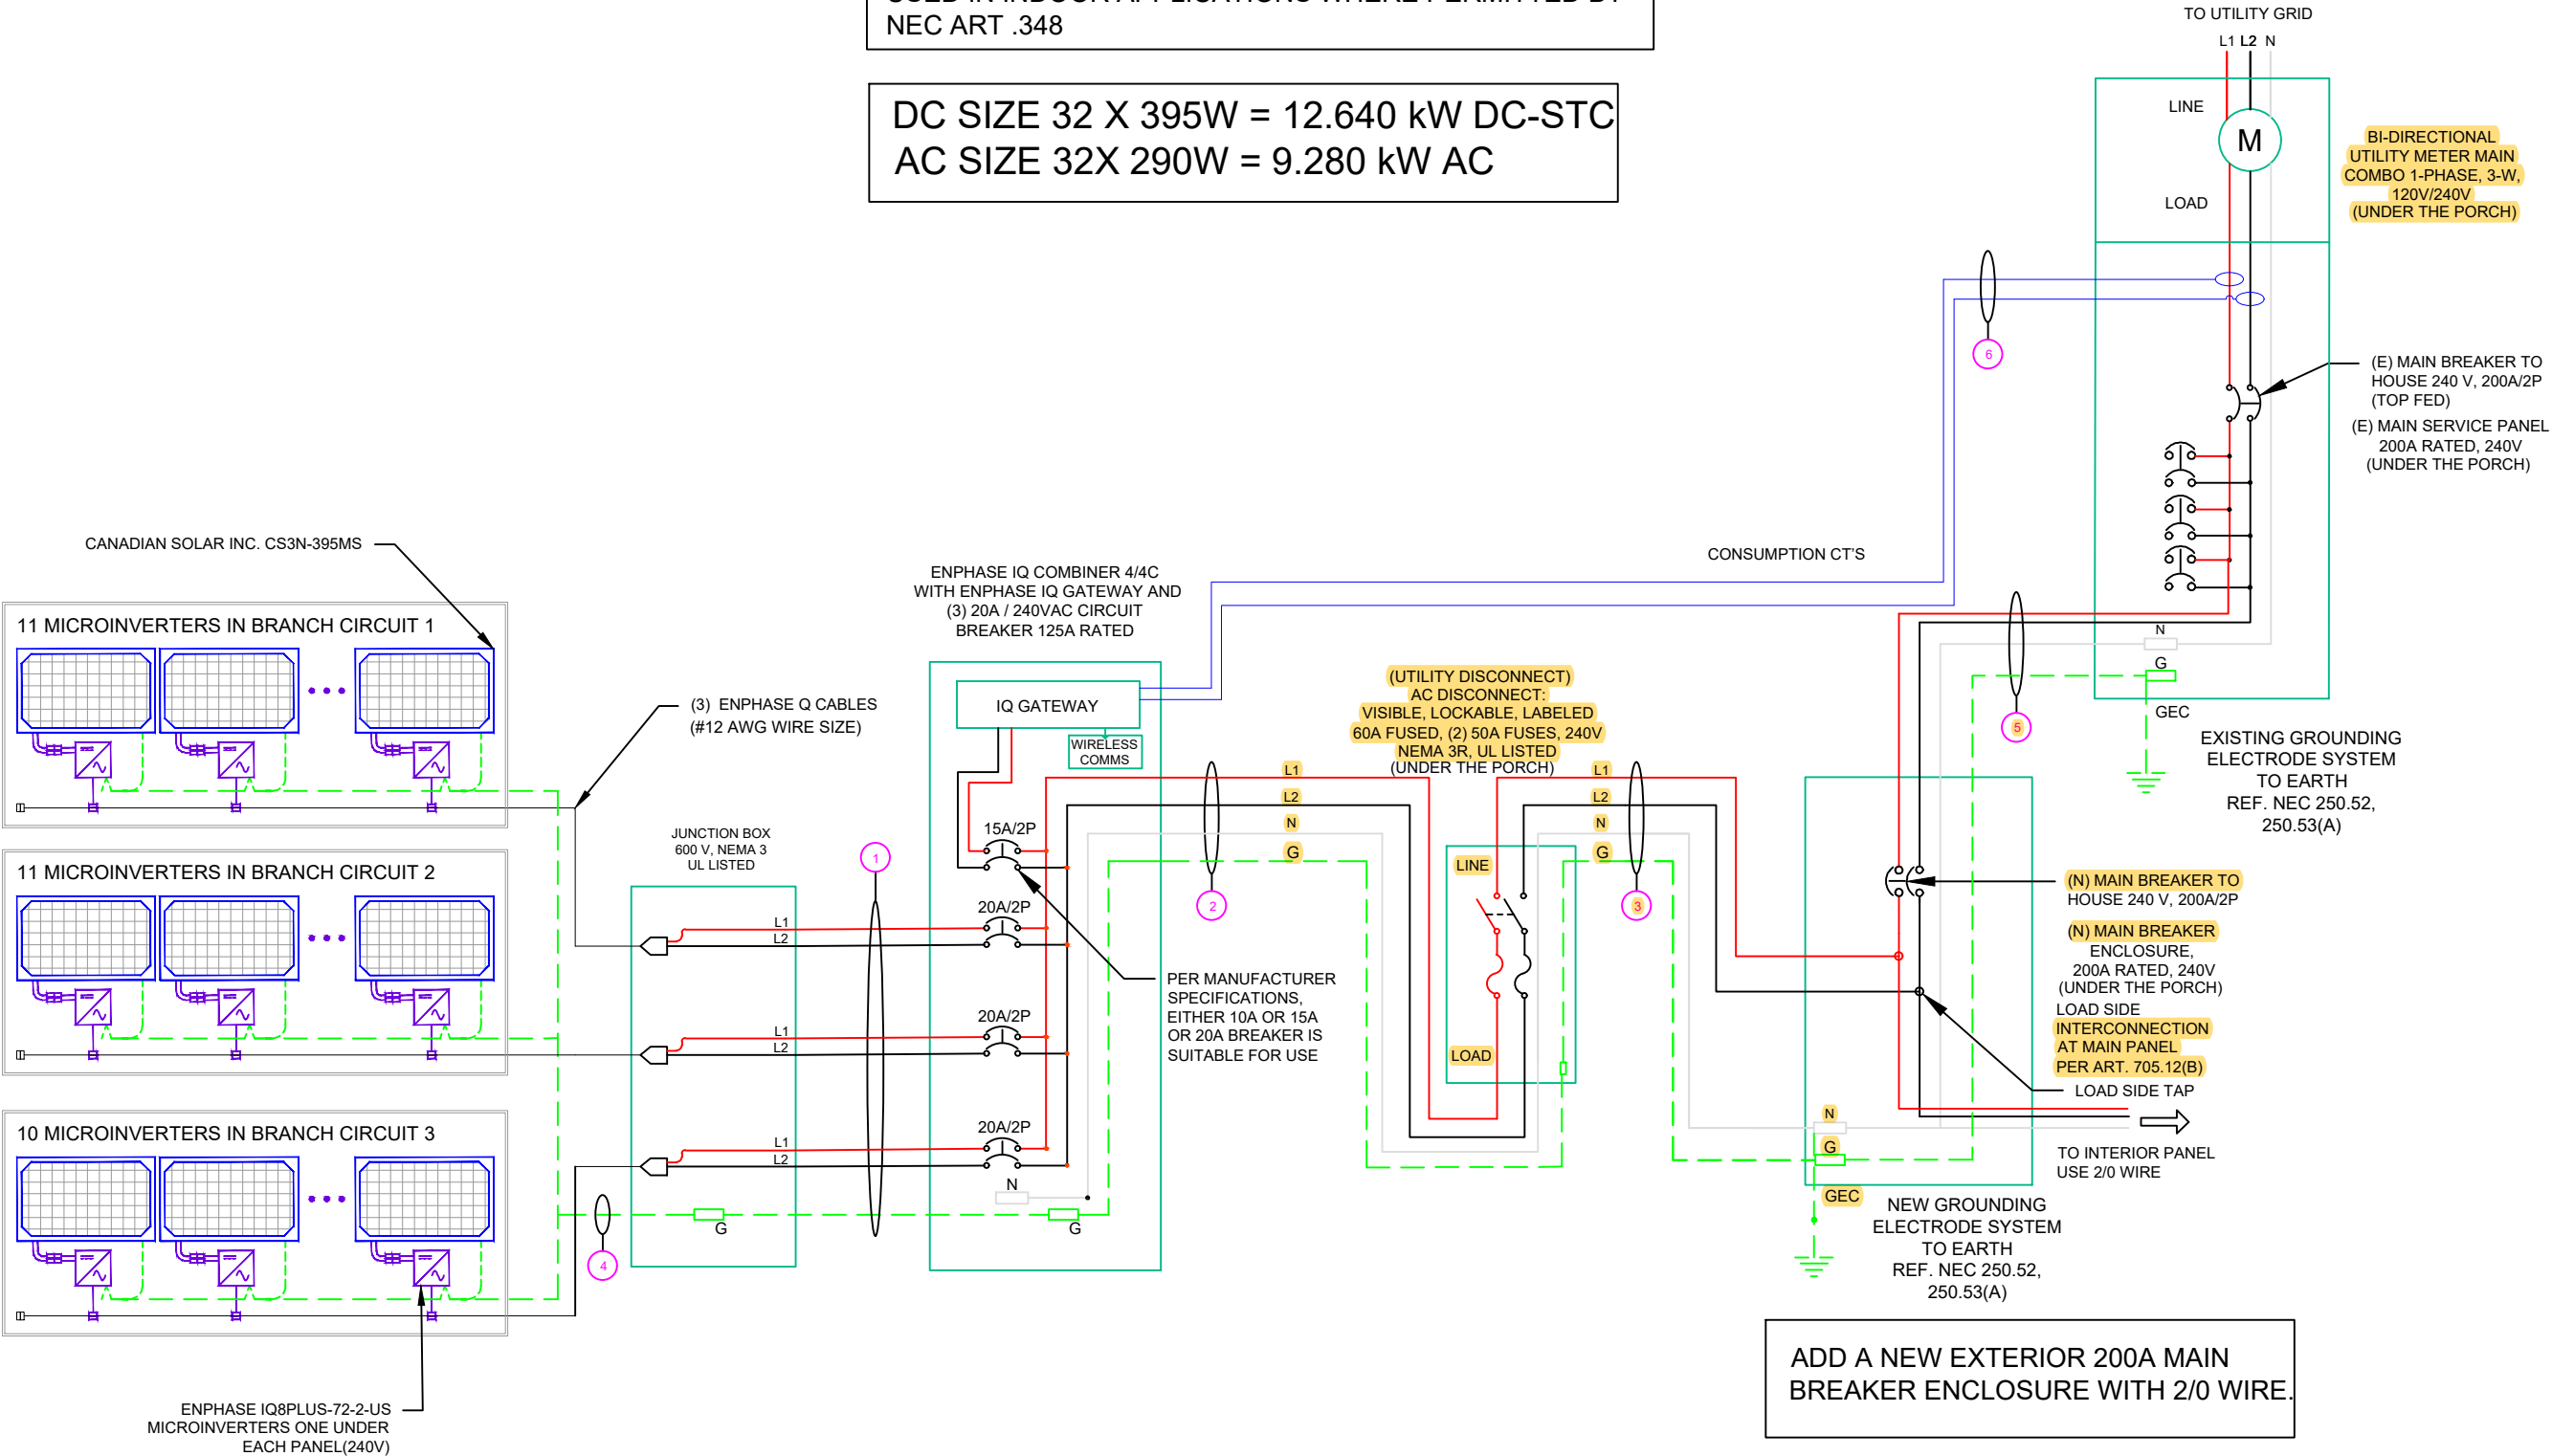 NEC ART .348
DC SIZE 32 X 395W = 12.640 kW DC-STC
AC SIZE 32X 290W = 9.280 kW AC
TO UTILITY GRID
L1 L2 N
LINE
M
LOAD
BI-DIRECTIONAL
UTILITY METER MAIN
COMBO 1-PHASE, 3-W,
120V/240V
(UNDER THE PORCH)
6
(E) MAIN BREAKER TO
HOUSE 240 V, 200A/2P
(TOP FED)
(E) MAIN SERVICE PANEL
200A RATED, 240V
(UNDER THE PORCH)
CONSUMPTION CT'S
N
G
GEC
5
EXISTING GROUNDING
ELECTRODE SYSTEM
TO EARTH
REF. NEC 250.52,
250.53(A)
CANADIAN SOLAR INC. CS3N-395MS
11 MICROINVERTERS IN BRANCH CIRCUIT 1
11 MICROINVERTERS IN BRANCH CIRCUIT 2
10 MICROINVERTERS IN BRANCH CIRCUIT 3
ENPHASE IQ8PLUS-72-2-US
MICROINVERTERS ONE UNDER
EACH PANEL(240V)
(3) ENPHASE Q CABLES
(#12 AWG WIRE SIZE)
4
JUNCTION BOX
600 V, NEMA 3
UL LISTED
L1
L2
L1
L2
L1
L2
G
1
ENPHASE IQ COMBINER 4/4C
WITH ENPHASE IQ GATEWAY AND
(3) 20A / 240VAC CIRCUIT
BREAKER 125A RATED
IQ GATEWAY
WIRELESS
COMMS
15A/2P
20A/2P
20A/2P
20A/2P
N
G
PER MANUFACTURER
SPECIFICATIONS,
EITHER 10A OR 15A
OR 20A BREAKER IS
SUITABLE FOR USE
2
L1
L2
N
G
(UTILITY DISCONNECT)
AC DISCONNECT:
VISIBLE, LOCKABLE, LABELED
60A FUSED, (2) 50A FUSES, 240V
NEMA 3R, UL LISTED
(UNDER THE PORCH)
LINE
LOAD
L1
L2
N
G
3
(N) MAIN BREAKER TO
HOUSE 240 V, 200A/2P
(N) MAIN BREAKER
ENCLOSURE,
200A RATED, 240V
(UNDER THE PORCH)
LOAD SIDE
INTERCONNECTION
AT MAIN PANEL
PER ART. 705.12(B)
LOAD SIDE TAP
N
G
GEC
TO INTERIOR PANEL
USE 2/0 WIRE
NEW GROUNDING
ELECTRODE SYSTEM
TO EARTH
REF. NEC 250.52,
250.53(A)
ADD A NEW EXTERIOR 200A MAIN
BREAKER ENCLOSURE WITH 2/0 WIRE.